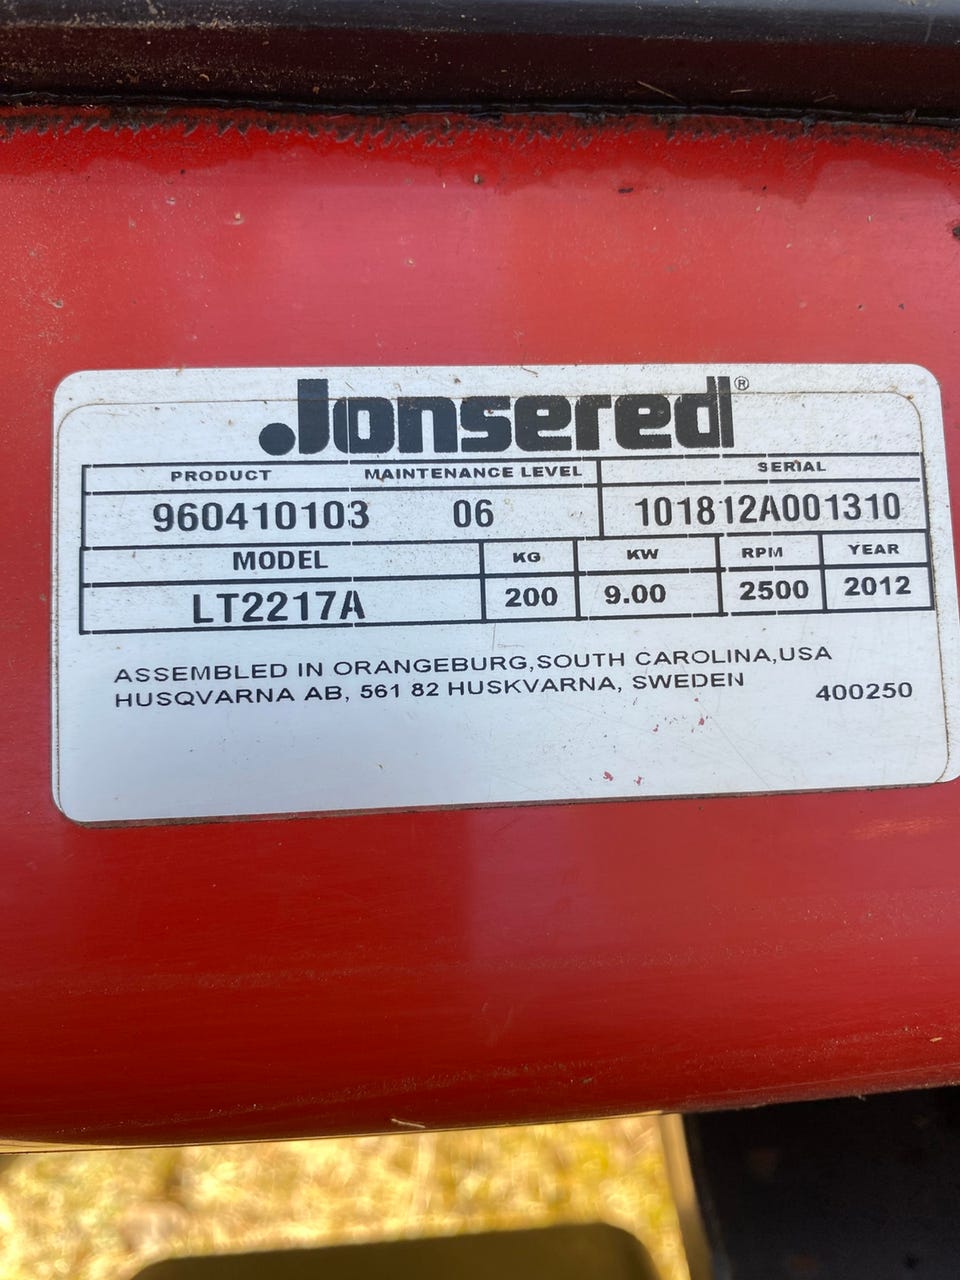 Jonsered®
PRODUCT MAINTENANCE LEVEL SERIAL
960410103 06 101812A001310
MODEL KG KW RPM YEAR
LT2217A 200 9.00 2500 2012
ASSEMBLED IN ORANGEBURG,SOUTH CAROLINA,USA
HUSQVARNA AB, 561 82 HUSKVARNA, SWEDEN 400250